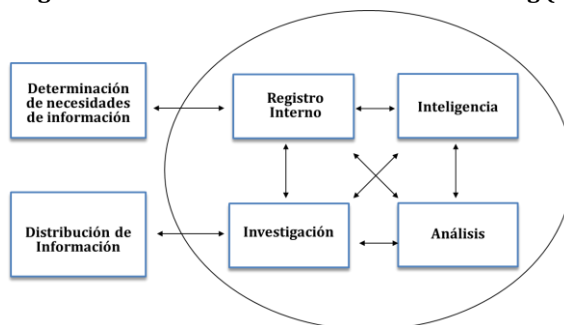 Determinación
de necesidades
de información
Registro
Interno
Inteligencia
Distribución de
Información
Investigación
Análisis